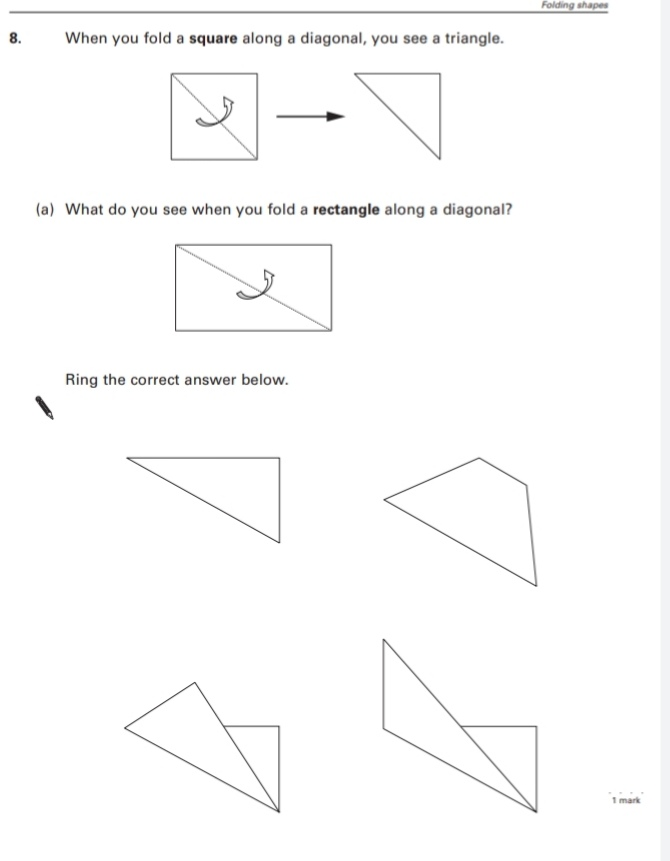 Folding shapes
8. When you fold a square along a diagonal, you see a triangle.
(a) What do you see when you fold a rectangle along a diagonal?
Ring the correct answer below.
1 mark